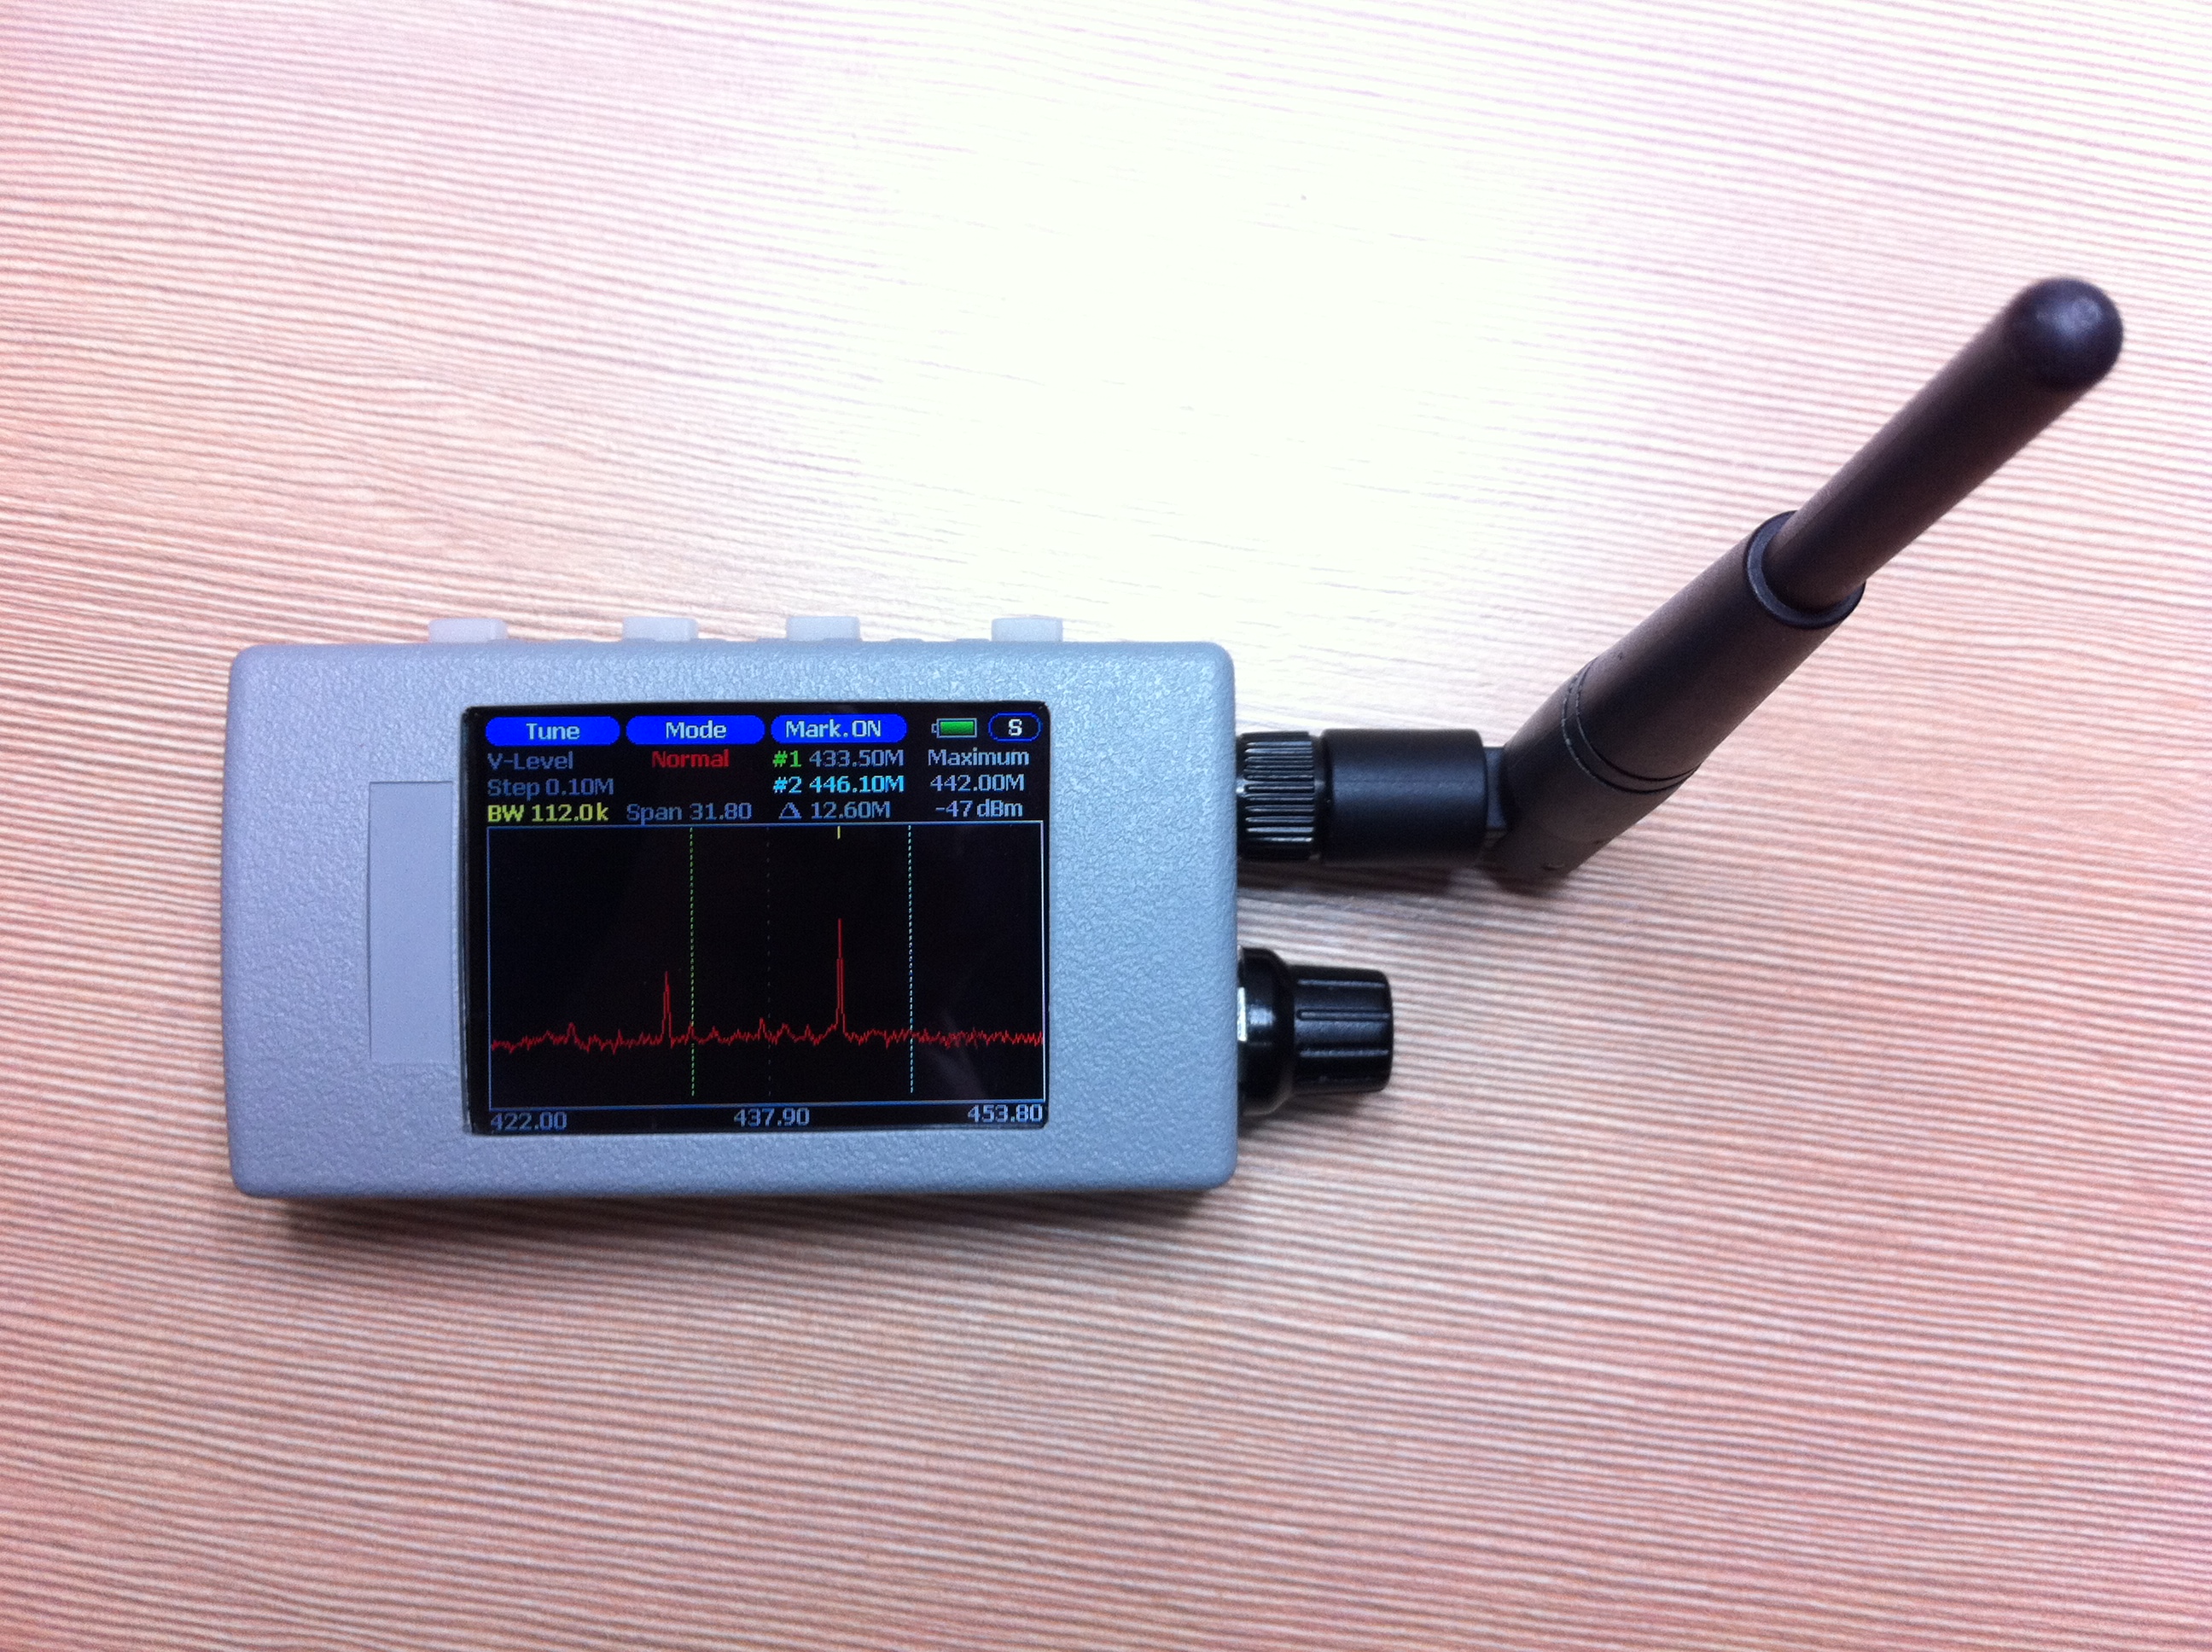 Tune Mode Mark.ON S
V-Level Normal #1 433.50M Maximum
Step 0.10M #2 446.10M 442.00M
BW 112.0k Span 31.80 Δ 12.60M -47 dBm
422.00 437.90 453.80